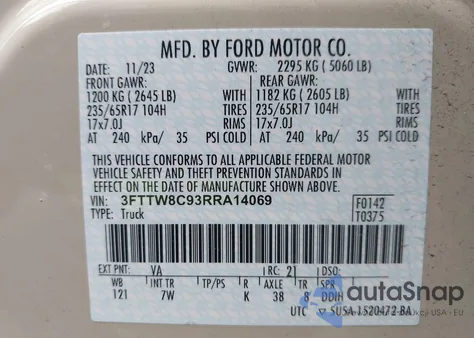 MFD. BY FORD MOTOR CO.
DATE: 11/23 GVWR: 2295 KG ( 5060 LB)
FRONT GAWR: REAR GAWR:
1200 KG ( 2645 LB) WITH 1182 KG ( 2605 LB) WITH
235/65R17 104H TIRES 235/65R17 104H TIRES
17x7.0J RIMS 17x7.0J RIMS
AT 240 kPa/ 35 PSI COLD AT 240 kPa/ 35 PSI COLD
THIS VEHICLE CONFORMS TO ALL APPLICABLE FEDERAL MOTOR
VEHICLE SAFETY AND THEFT PREVENTION STANDARDS IN
EFFECT ON THE DATE OF MANUFACTURE SHOWN ABOVE.
VIN: 3FTTW8C93RRA14069 F0142
TYPE: Truck T0375
EXT PNT: VA RC: 21 DSO:
WB INT TR TP/PS R AXLE TR SPR
121 7W K 38 8 DDIH
autoSnap
UTC SU5A-1520472-BA